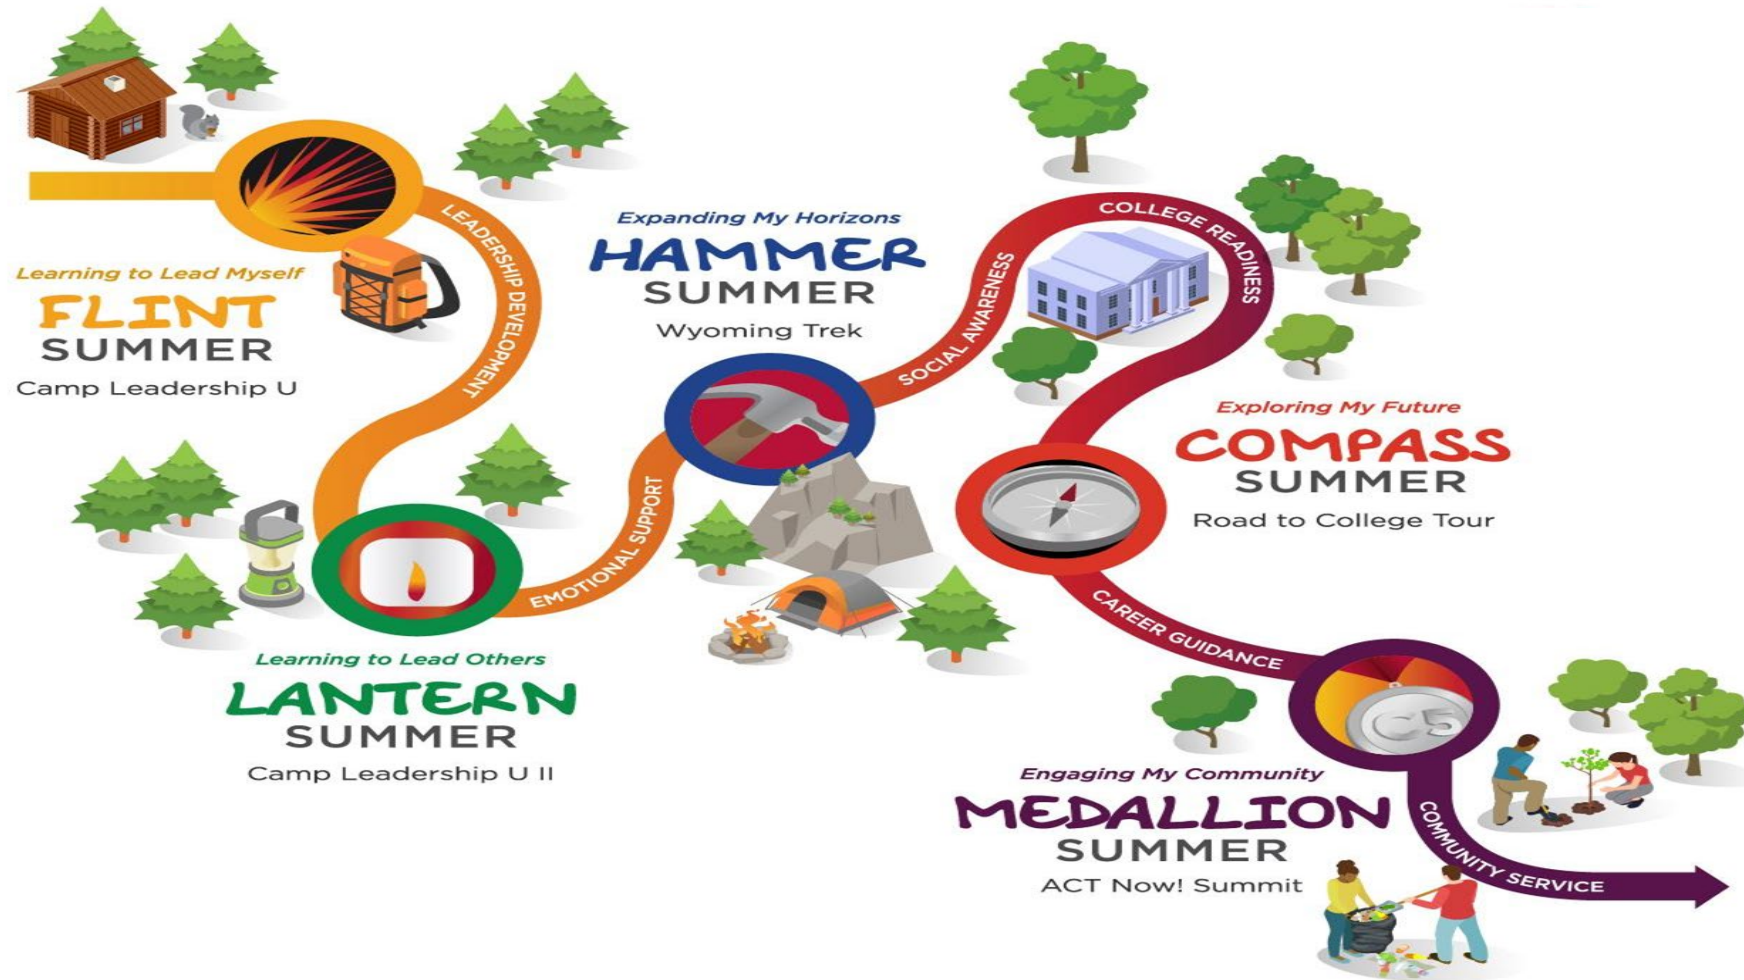 Learning to Lead Myself
FLINT
SUMMER
Camp Leadership U
LEADERSHIP DEVELOPMENT
Learning to Lead Others
LANTERN
SUMMER
Camp Leadership U II
EMOTIONAL SUPPORT
Expanding My Horizons
HAMMER
SUMMER
Wyoming Trek
SOCIAL AWARENESS
COLLEGE READINESS
Exploring My Future
COMPASS
SUMMER
Road to College Tour
CAREER GUIDANCE
C5
Engaging My Community
MEDALLION
SUMMER
ACT Now! Summit
COMMUNITY SERVICE